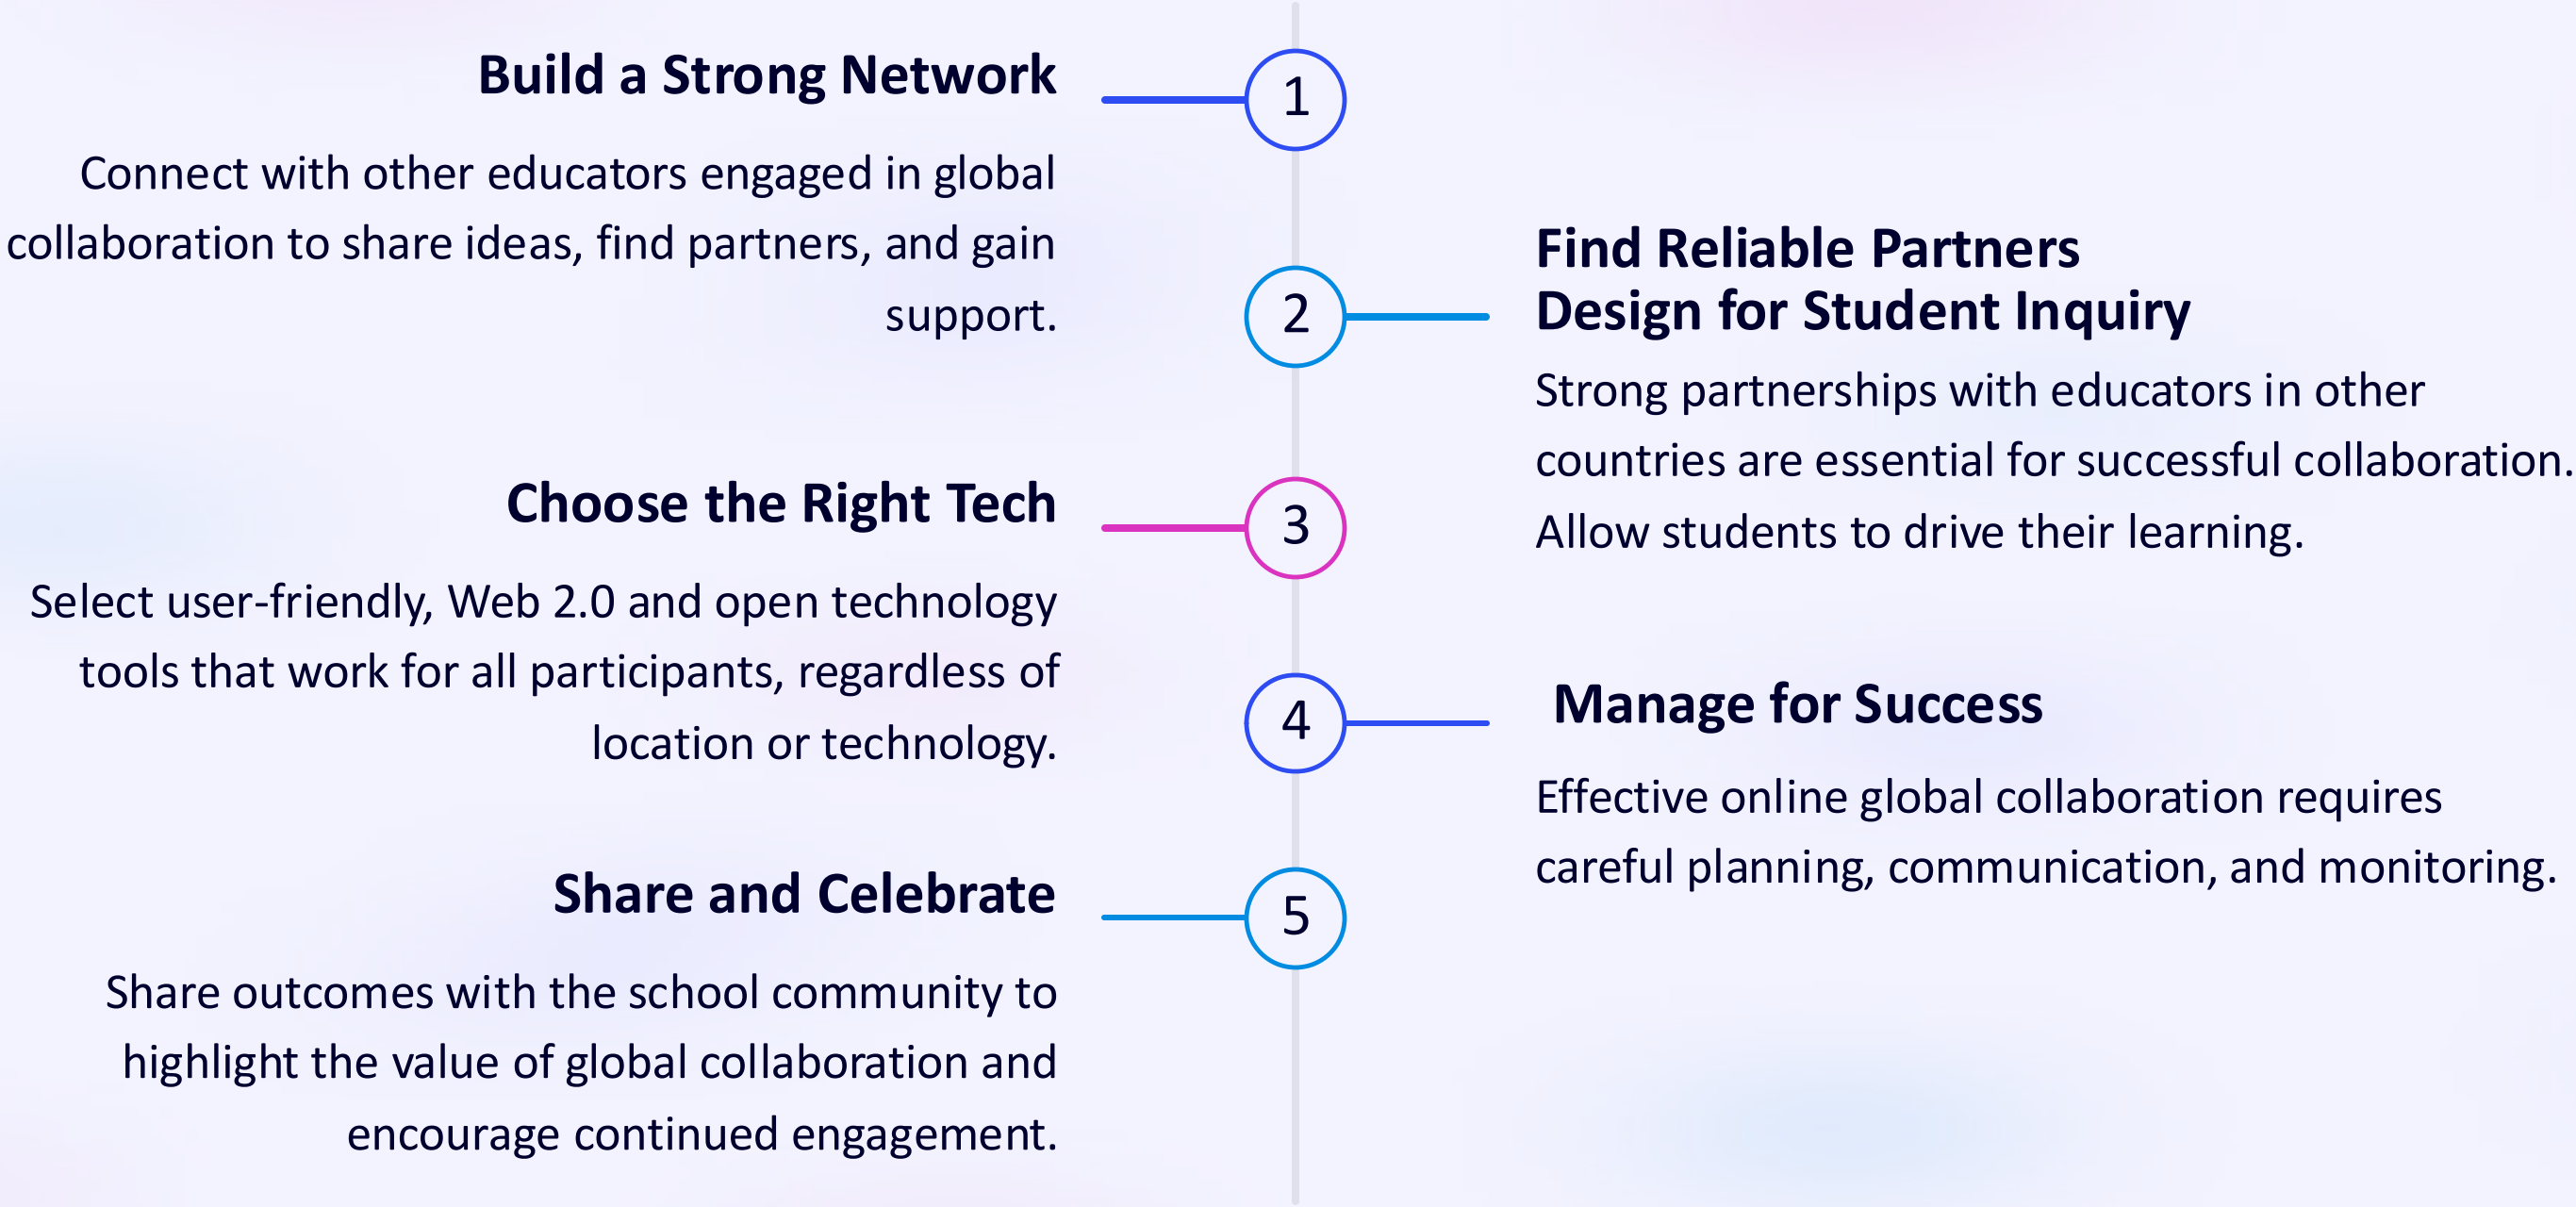 Build a Strong Network
1
Connect with other educators engaged in global
collaboration to share ideas, find partners, and gain
support.
2
Find Reliable Partners
Design for Student Inquiry
Strong partnerships with educators in other
countries are essential for successful collaboration.
Allow students to drive their learning.
Choose the Right Tech
3
Select user-friendly, Web 2.0 and open technology
tools that work for all participants, regardless of
location or technology.
4
Manage for Success
Effective online global collaboration requires
careful planning, communication, and monitoring.
Share and Celebrate
5
Share outcomes with the school community to
highlight the value of global collaboration and
encourage continued engagement.